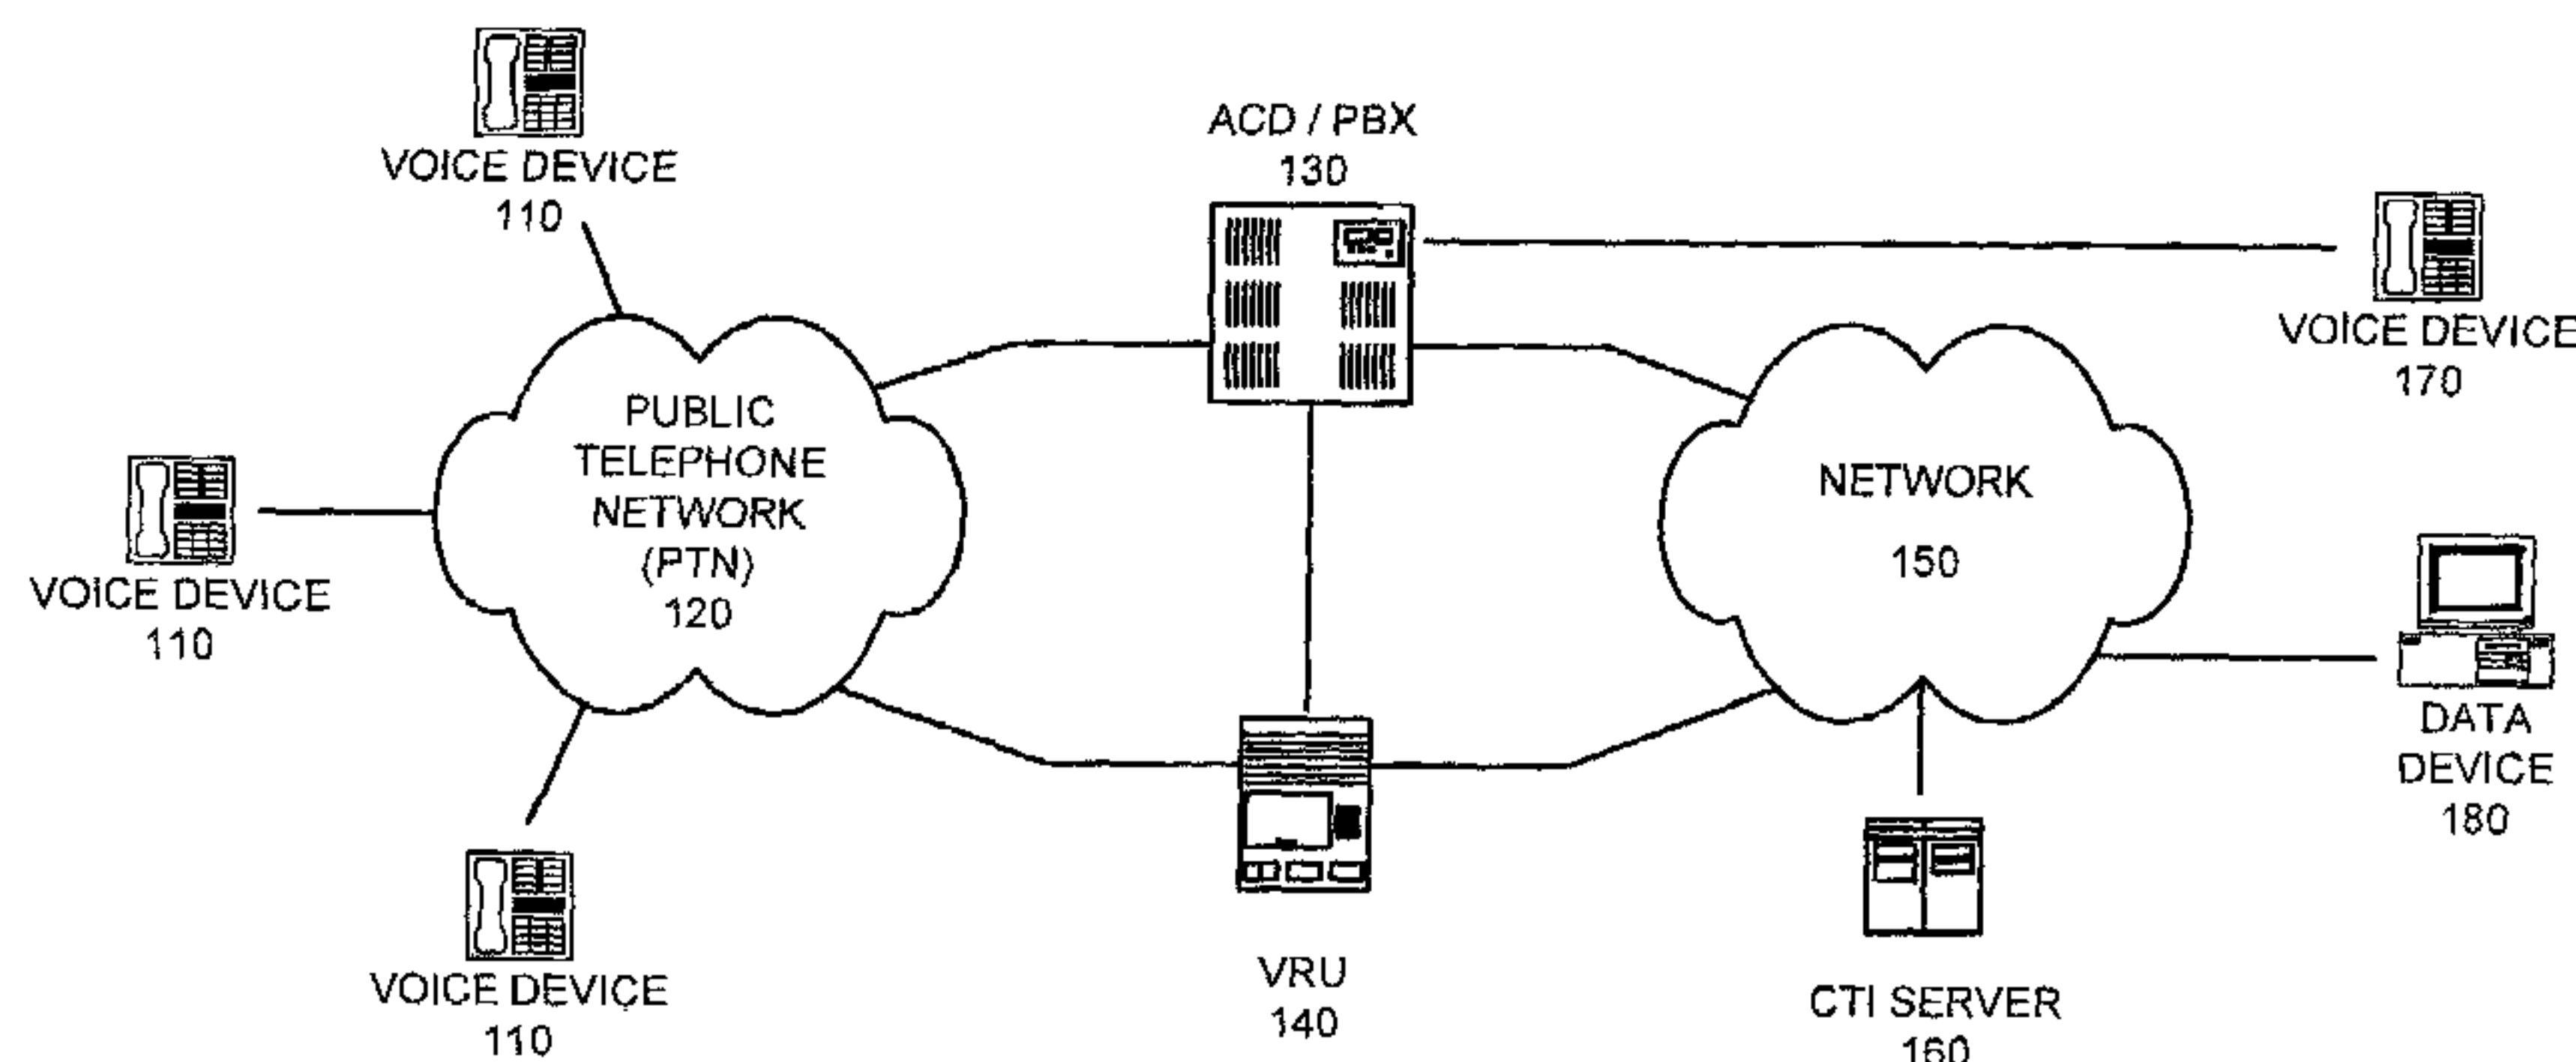 VOICE DEVICE
110
ACD / PBX
130
VOICE DEVICE
170
PUBLIC
TELEPHONE
NETWORK
(PTN)
120
NETWORK
150
VOICE DEVICE
110
DATA
DEVICE
180
VOICE DEVICE
110
VRU
140
CTI SERVER
160